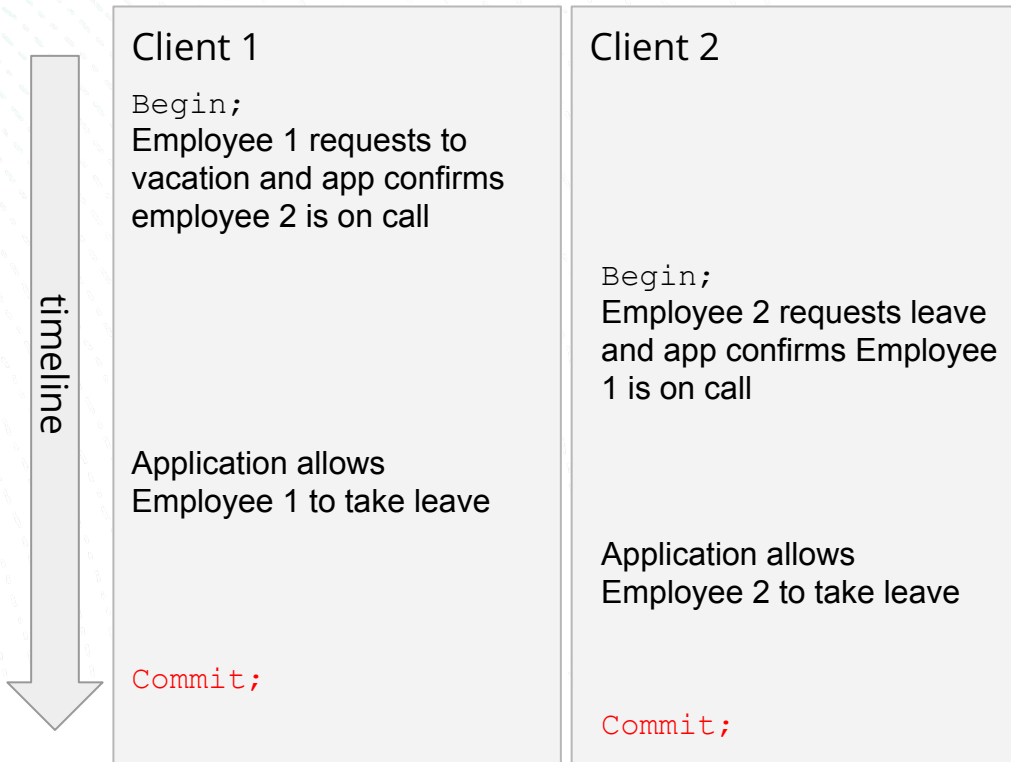 timeline
Client 1
Begin;
Employee 1 requests to
vacation and app confirms
employee 2 is on call
Application allows
Employee 1 to take leave
Commit;
Client 2
Begin;
Employee 2 requests leave
and app confirms Employee
1 is on call
Application allows
Employee 2 to take leave
Commit;